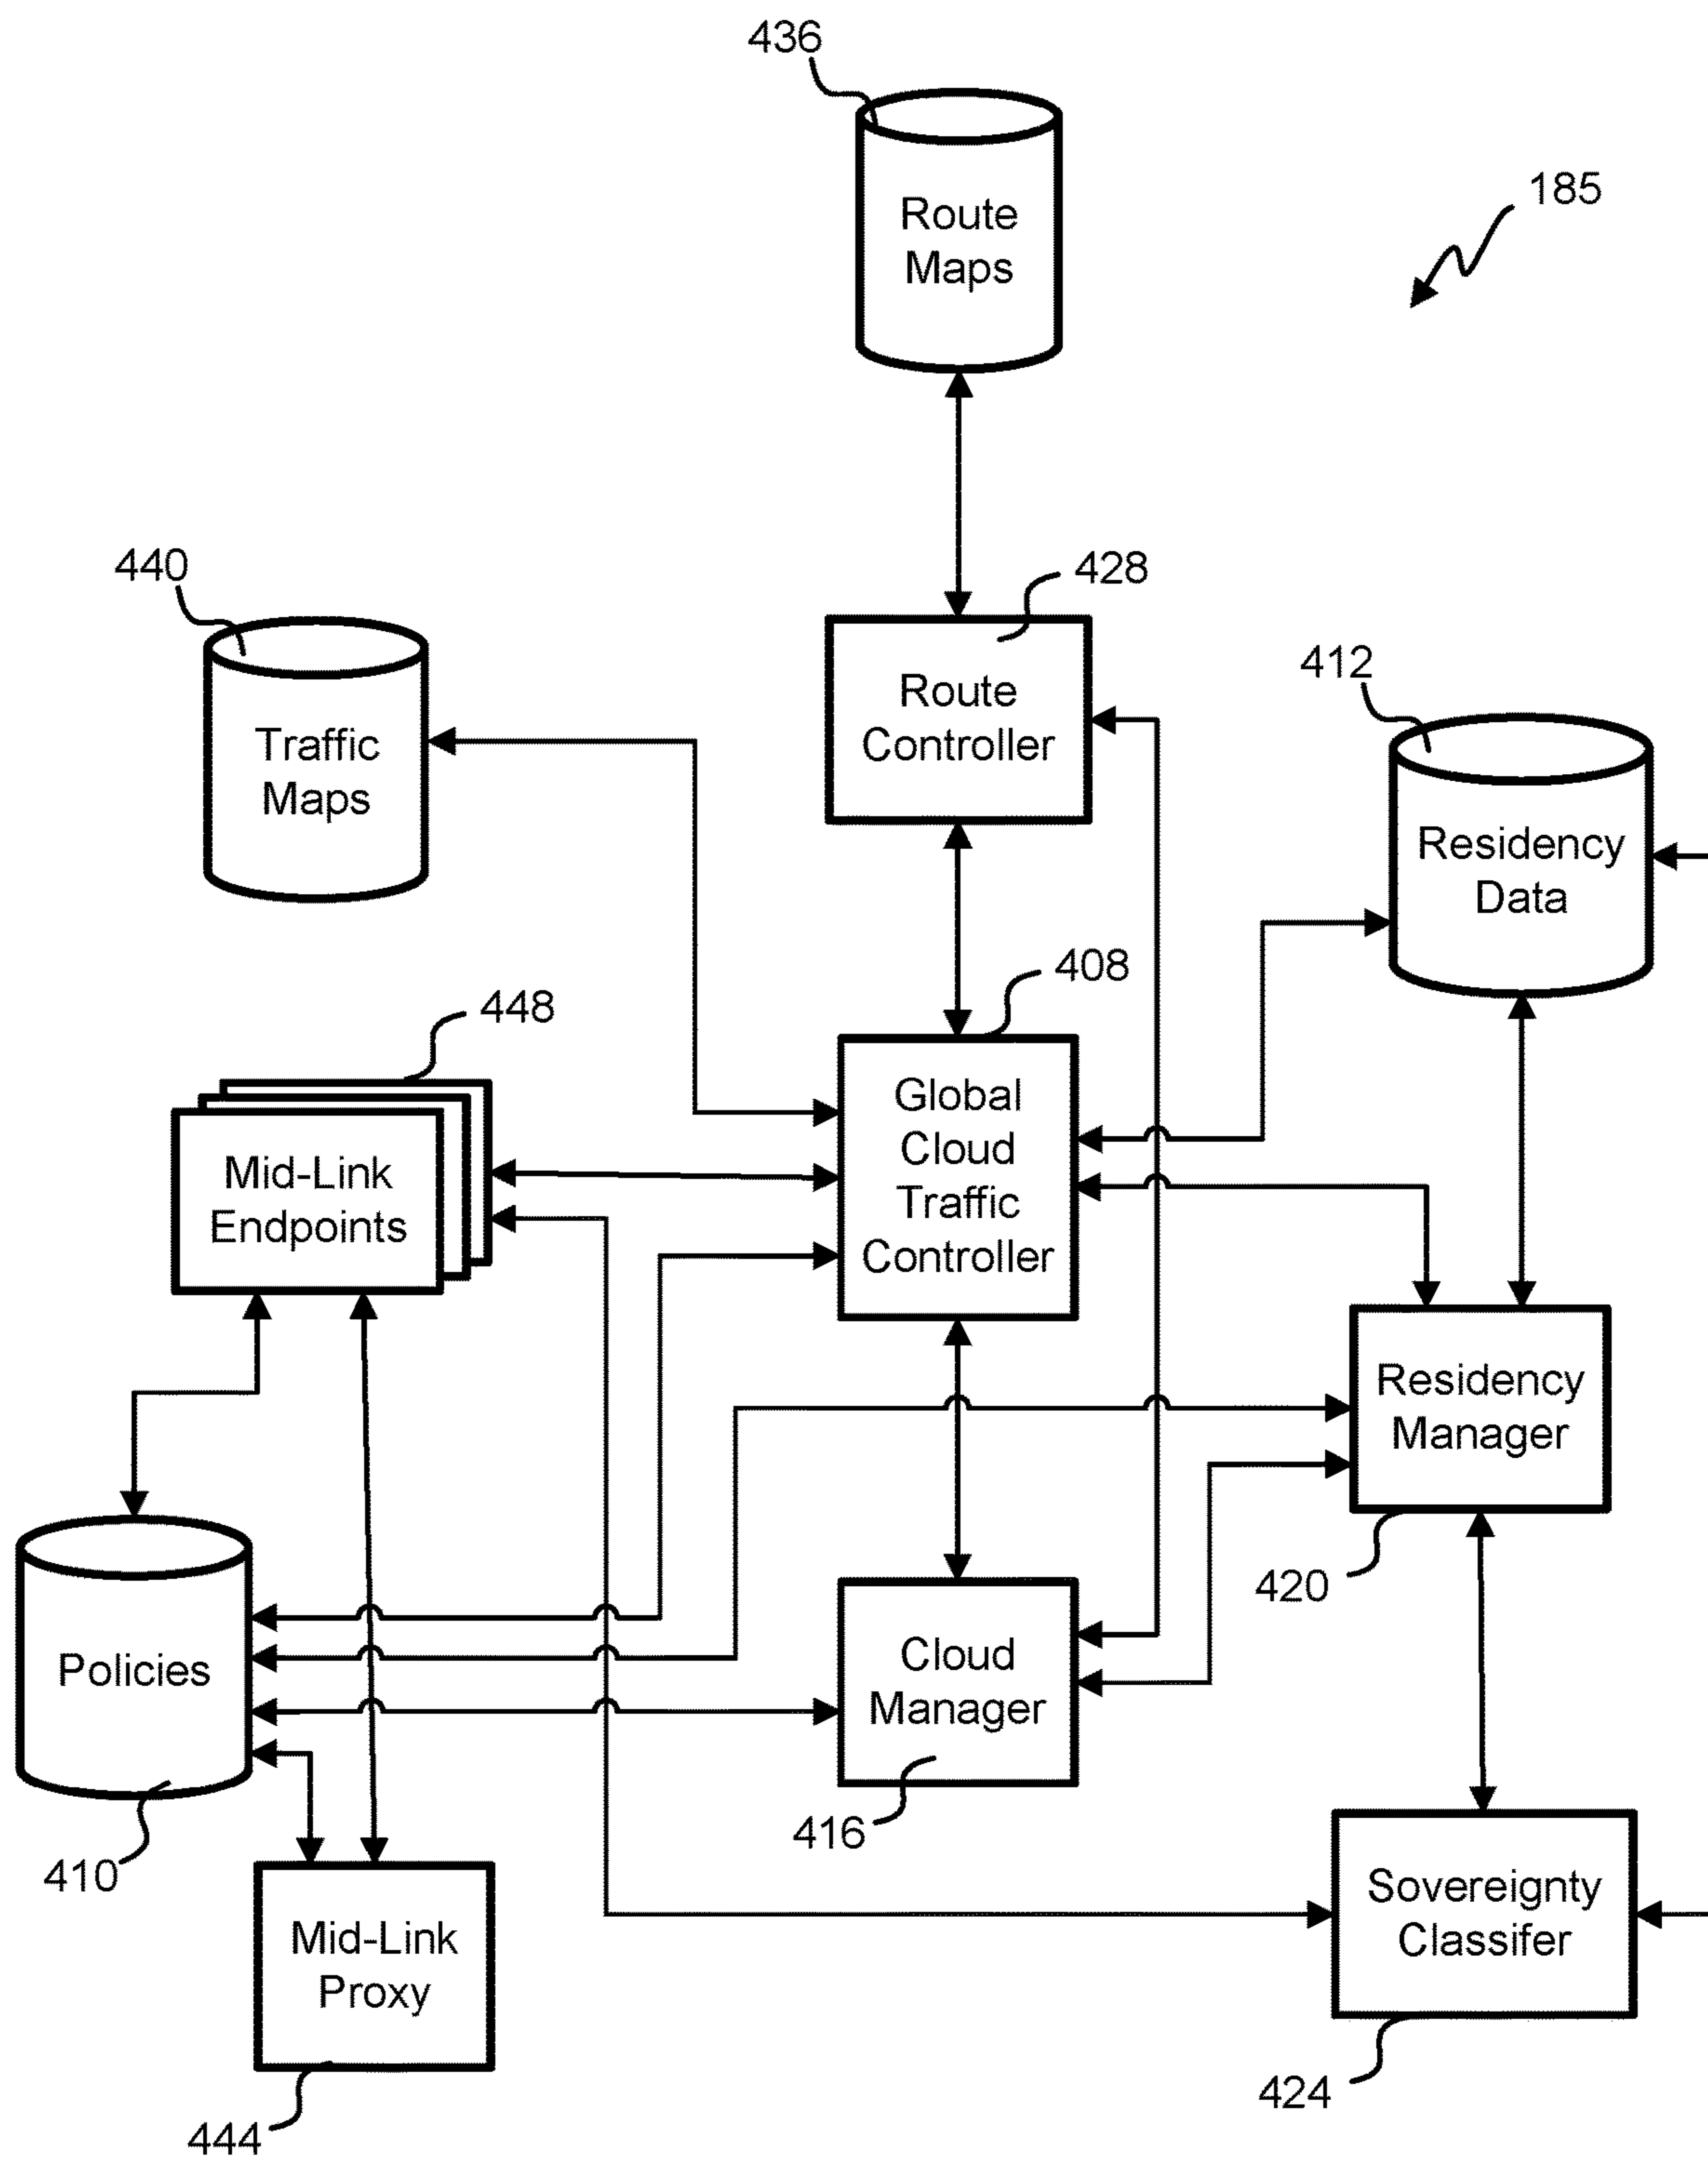 436
185
Route
Maps
440
428
412
Route
Controller
Traffic
Maps
Residency
Data
408
448
Global
Cloud
Traffic
Controller
Mid-Link
Endpoints
Residency
Manager
420
Policies
Cloud
Manager
416
410
Sovereignty
Classifer
Mid-Link
Proxy
424
444